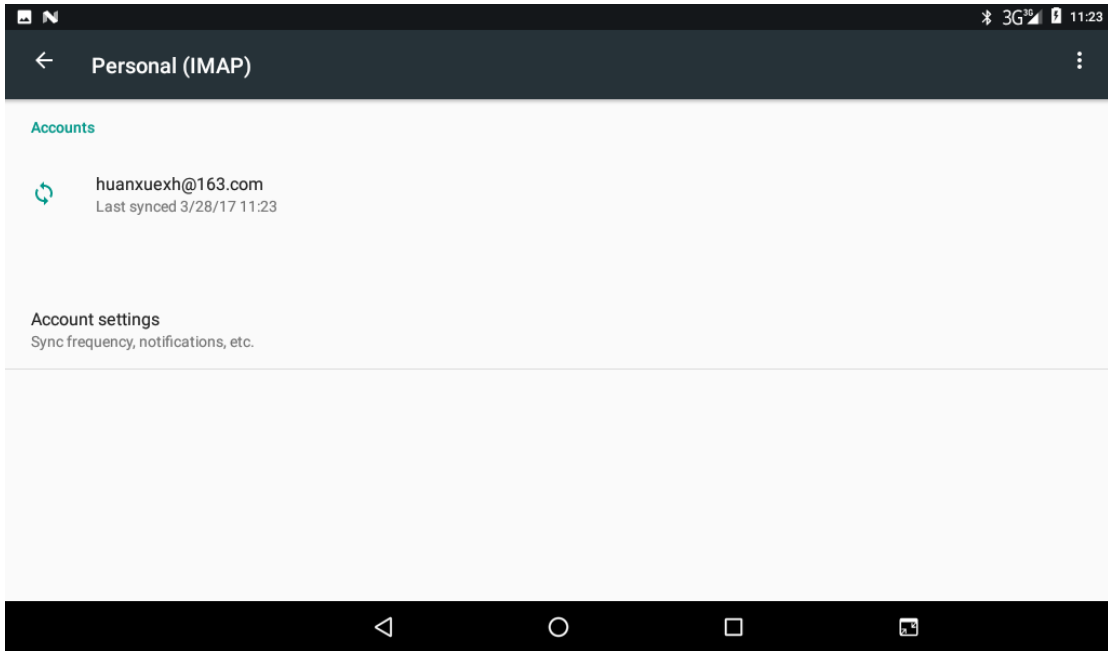 3G 3G 11:23
Personal (IMAP)
Accounts
huanxuexh@163.com
Last synced 3/28/17 11:23
Account settings
Sync frequency, notifications, etc.